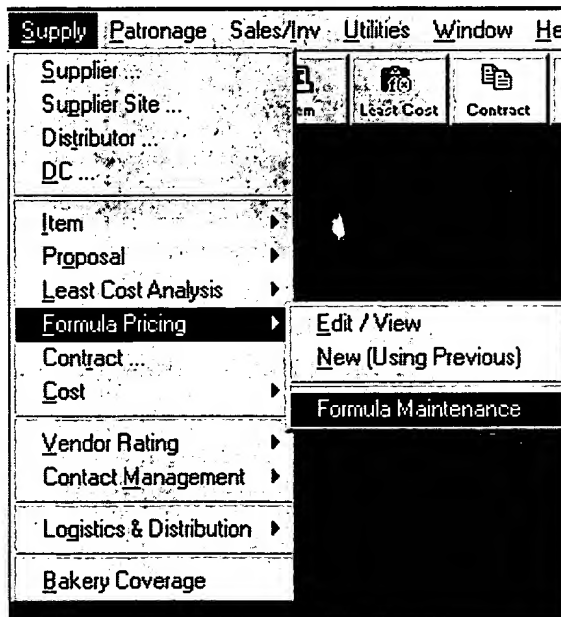 Supply Patronage Sales/Inv Utilities Window He
Supplier ...
Supplier Site ...
Distributor ...
DC ...
Least Cost Contract
Item
Proposal
Least Cost Analysis
Formula Pricing
Contract ...
Cost
Vendor Rating
Contact Management
Logistics & Distribution
Bakery Coverage
Edit / View
New (Using Previous)
Formula Maintenance